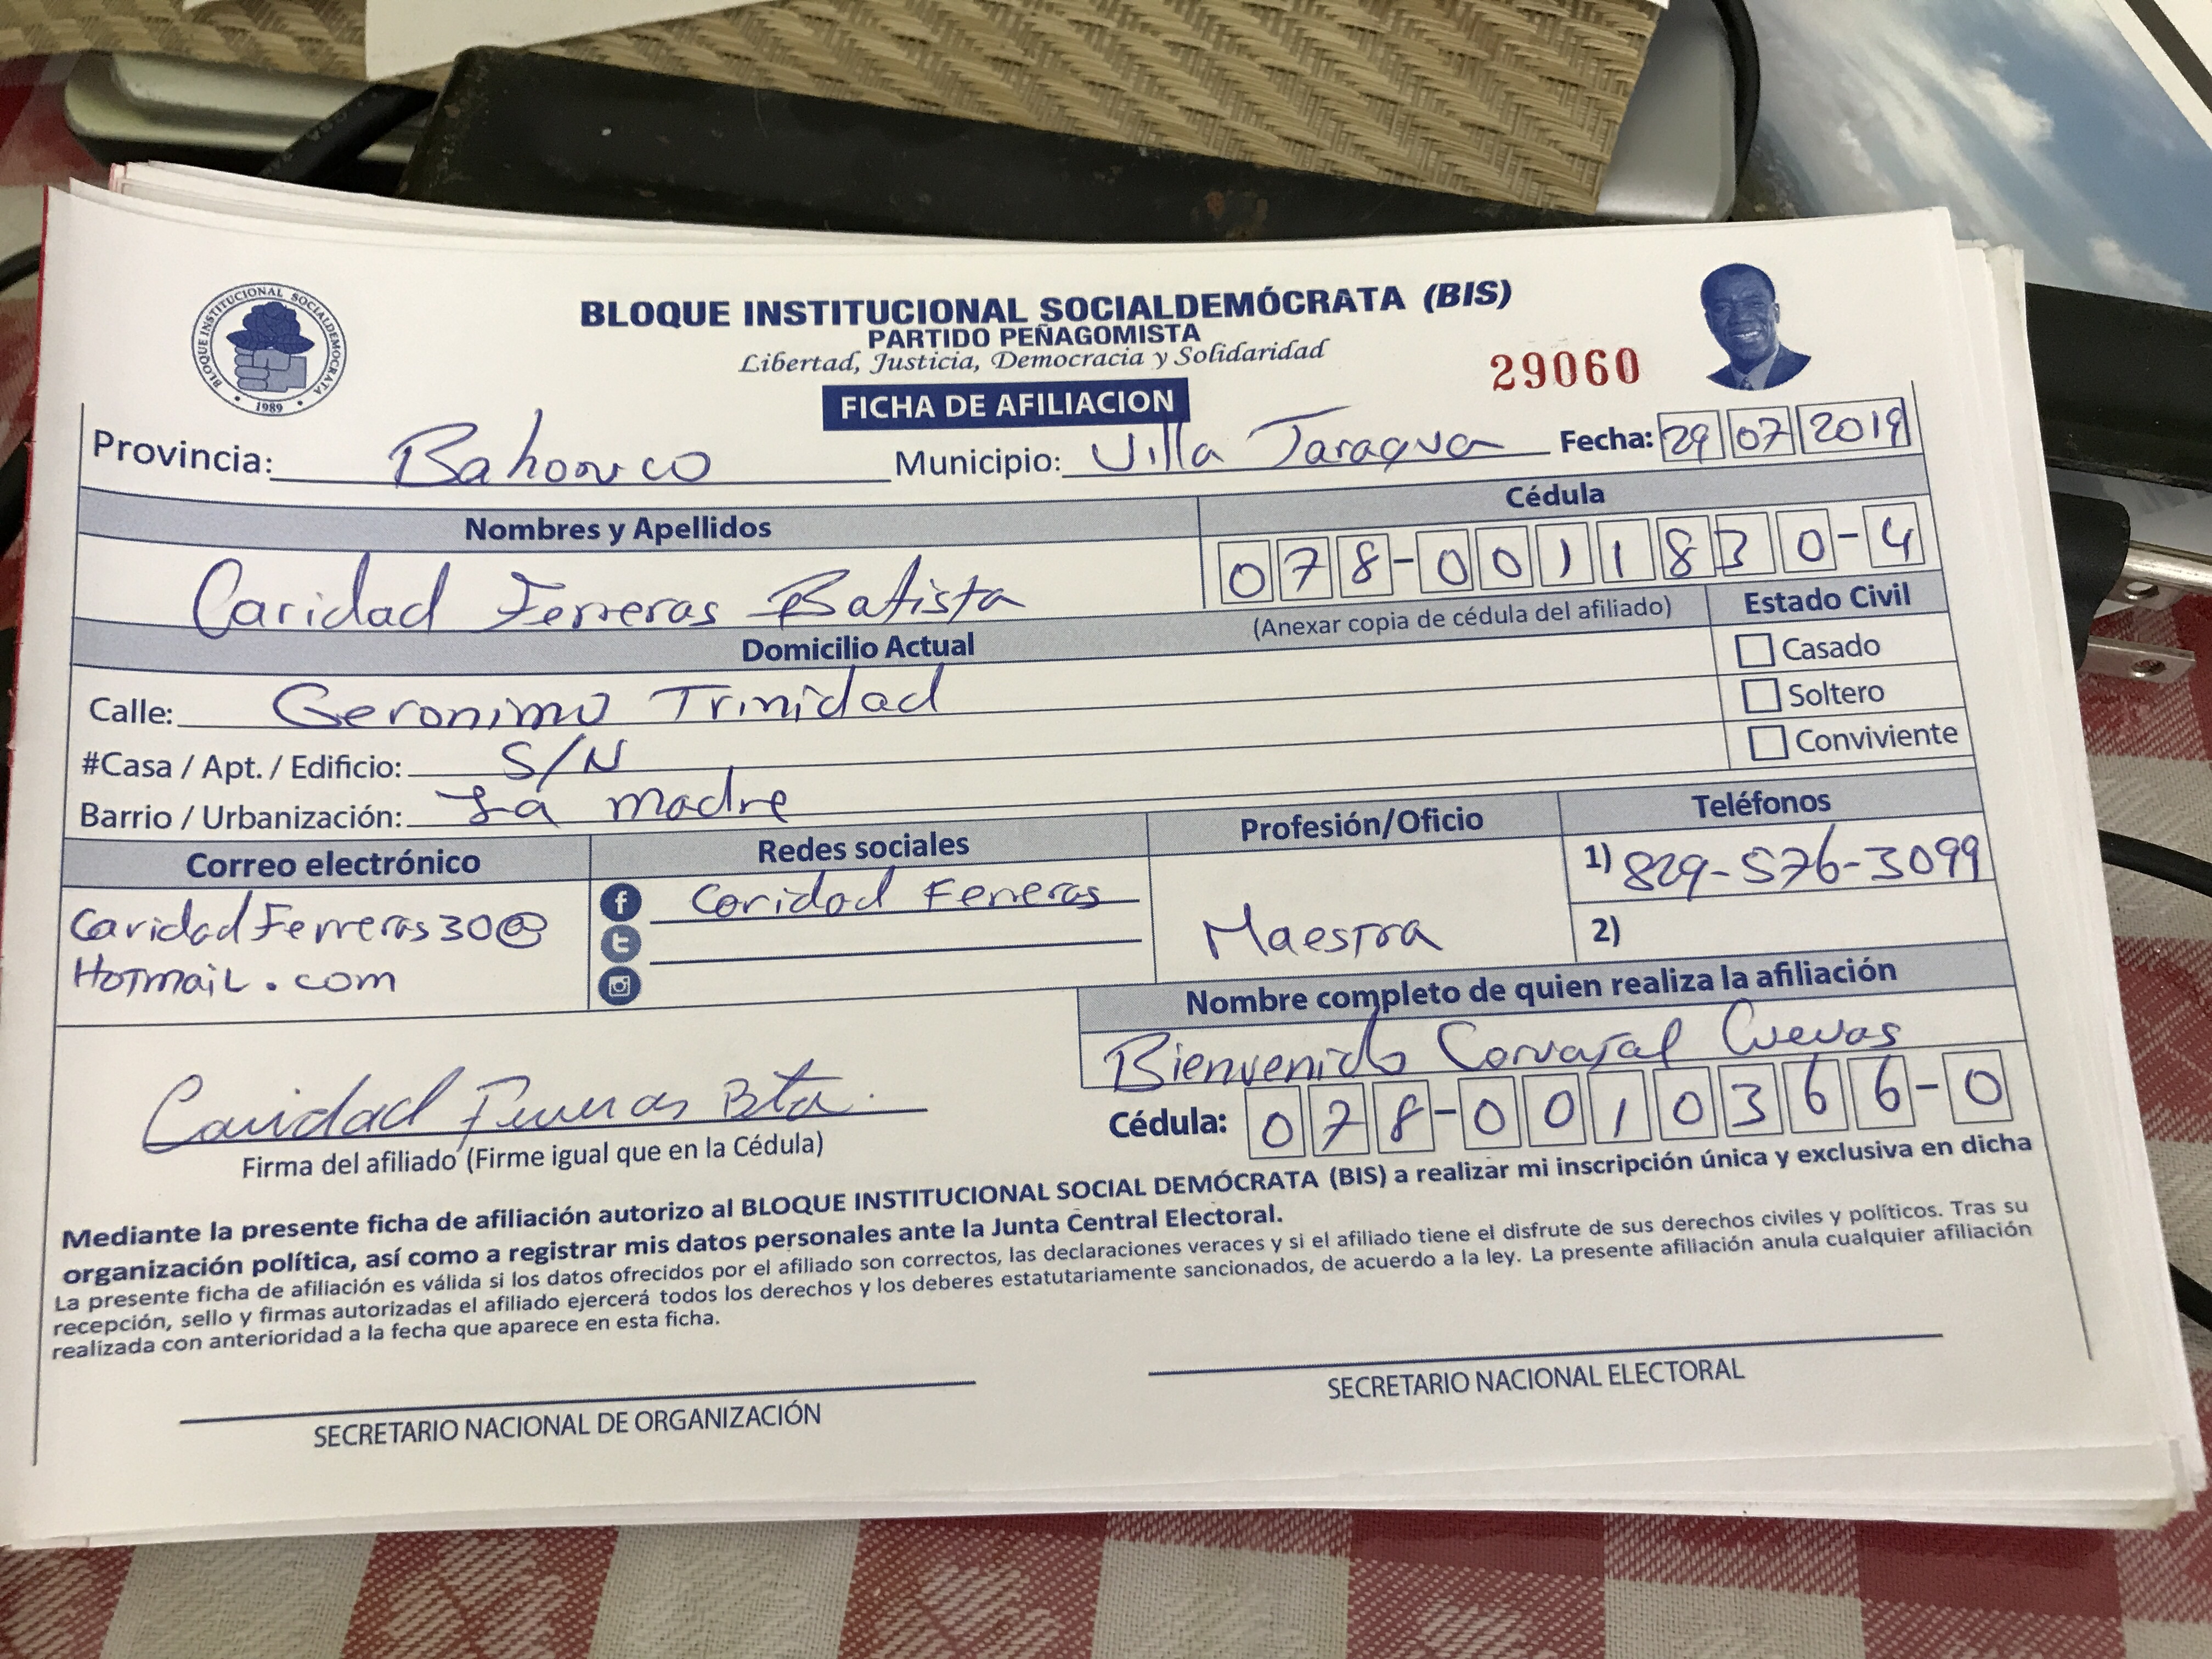 BLOQUE INSTITUCIONAL SOCIALDEMOCRATA
1989
BLOQUE INSTITUCIONAL SOCIALDEMÓCRATA (BIS)
PARTIDO PEÑAGOMISTA
Libertad, Justicia, Democracia y Solidaridad
29060
FICHA DE AFILIACION
Provincia: Bahoruco Municipio: Villa Jaragua Fecha: 29 07 2019
Nombres y Apellidos Cédula
Caridad Ferreras Batista 078-0011830-4
(Anexar copia de cédula del afiliado) Estado Civil
Domicilio Actual
Casado
Calle: Geronimo Trinidad Soltero
#Casa / Apt. / Edificio: S/N Conviviente
Barrio / Urbanización: La madre
Correo electrónico Redes sociales Profesión/Oficio Teléfonos
CaridadFerreras30@ Caridad Ferreras Maestra 1) 829-576-3099
Hotmail.com 2)
Nombre completo de quien realiza la afiliación
Bienvenido Carvajal Cuevas
Caridad Ferreras Bta. Cédula: 078-0010366-0
Firma del afiliado (Firme igual que en la Cédula)
Mediante la presente ficha de afiliación autorizo al BLOQUE INSTITUCIONAL SOCIAL DEMÓCRATA (BIS) a realizar mi inscripción única y exclusiva en dicha
organización política, así como a registrar mis datos personales ante la Junta Central Electoral.
La presente ficha de afiliación es válida si los datos ofrecidos por el afiliado son correctos, las declaraciones veraces y si el afiliado tiene el disfrute de sus derechos civiles y políticos. Tras su
recepción, sello y firmas autorizadas el afiliado ejercerá todos los derechos y los deberes estatutariamente sancionados, de acuerdo a la ley. La presente afiliación anula cualquier afiliación
realizada con anterioridad a la fecha que aparece en esta ficha.
SECRETARIO NACIONAL DE ORGANIZACIÓN SECRETARIO NACIONAL ELECTORAL